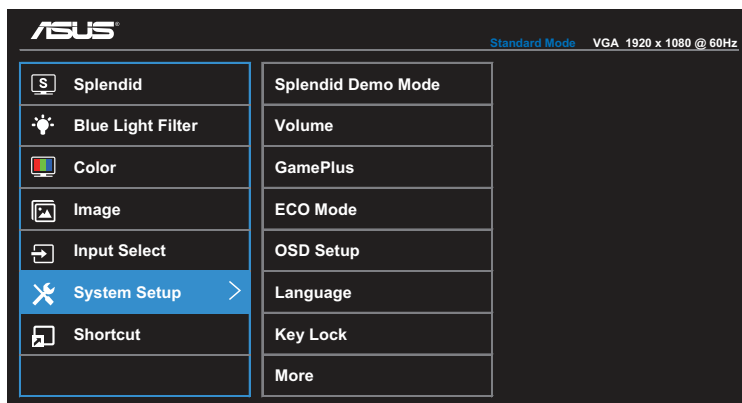 ASUS
Standard Mode VGA 1920 x 1080 @ 60Hz
S Splendid
Blue Light Filter
Color
Image
Input Select
System Setup
Shortcut
Splendid Demo Mode
Volume
GamePlus
ECO Mode
OSD Setup
Language
Key Lock
More